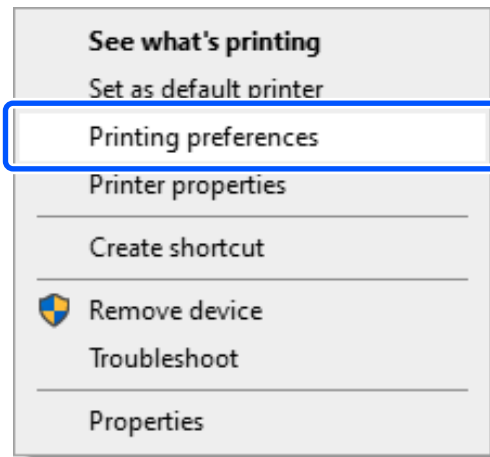 See what's printing
Set as default printer
Printing preferences
Printer properties
Create shortcut
Remove device
Troubleshoot
Properties